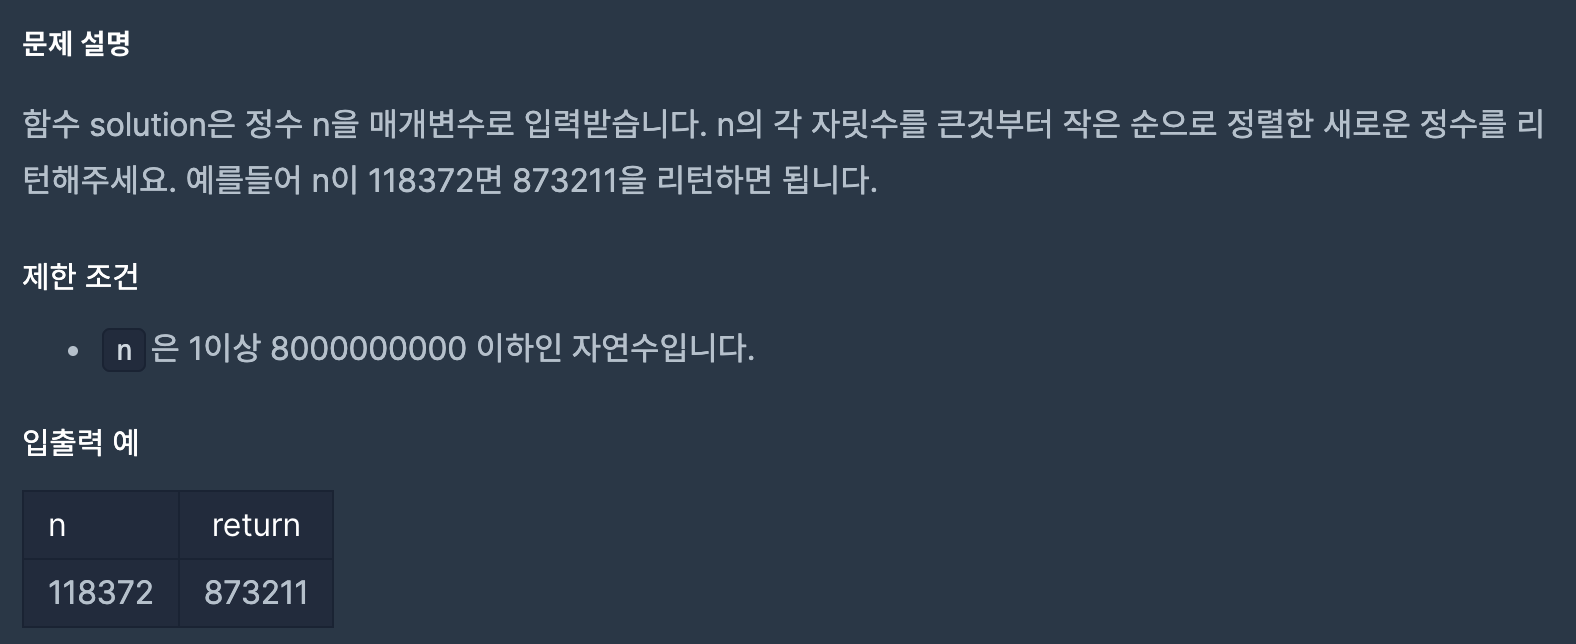 문제 설명
함수 solution은 정수 n을 매개변수로 입력받습니다. n의 각 자릿수를 큰것부터 작은 순으로 정렬한 새로운 정수를 리
턴해주세요. 예를들어 n이 118372면 873211을 리턴하면 됩니다.
제한 조건
• n 은 1이상 8000000000 이하인 자연수입니다.
입출력 예
n return
118372 873211